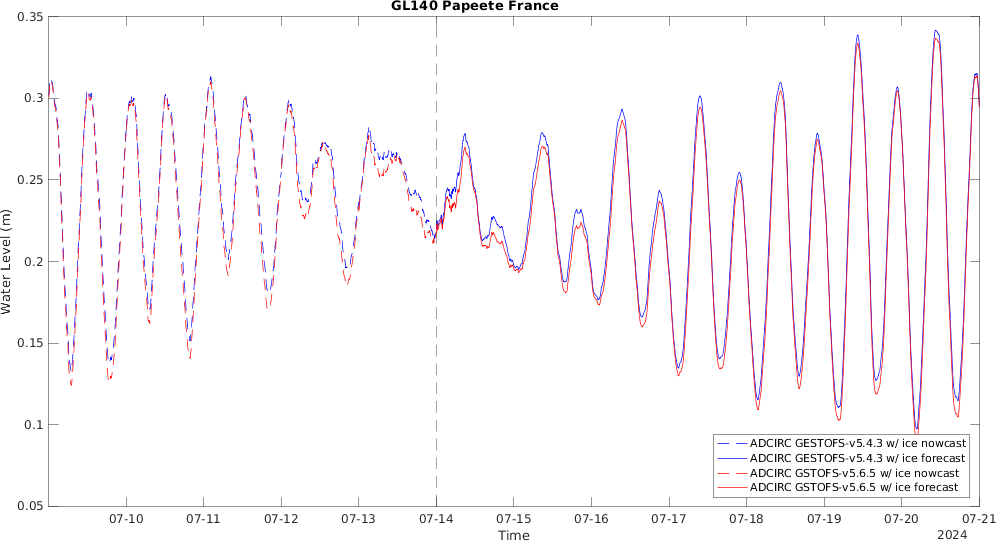 GL140 Papeete France
0.35
0.3
0.25
0.2
0.15
0.1
0.05
Water Level (m)
ADCIRC GESTOFS-v5.4.3 w/ ice nowcast
ADCIRC GESTOFS-v5.4.3 w/ ice forecast
ADCIRC GSTOFS-v5.6.5 w/ ice nowcast
ADCIRC GSTOFS-v5.6.5 w/ ice forecast
07-10 07-11 07-12 07-13 07-14 07-15 07-16 07-17 07-18 07-19 07-20 07-21
Time
2024